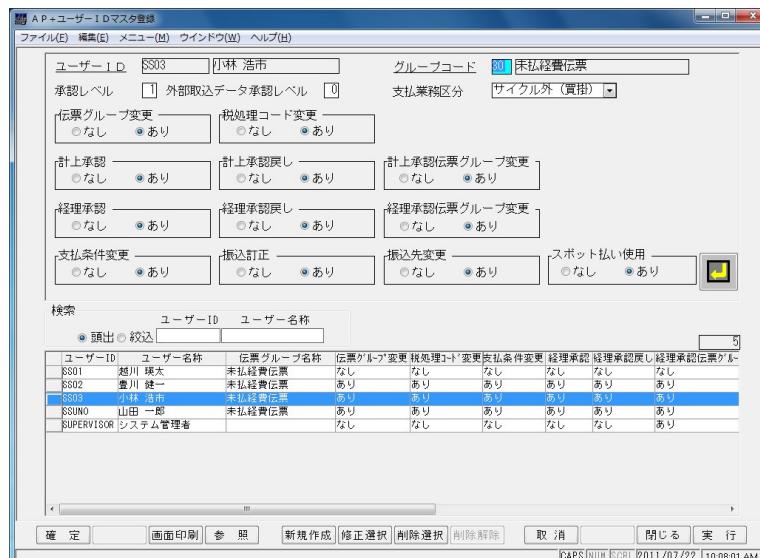 AP+ユーザーIDマスタ登録
ファイル(F) 編集(E) メニュー(M) ウインドウ(W) ヘルプ(H)
ユーザーID SS03 小林 浩市 グループコード 30 未払経費伝票
承認レベル 1 外部取込データ承認レベル 0 支払業務区分 サイクル外(買掛)
伝票グループ変更 税処理コード変更
なし あり なし あり
計上承認 計上承認戻し 計上承認伝票グループ変更
なし あり なし あり なし あり
経理承認 経理承認戻し 経理承認伝票グループ変更
なし あり なし あり なし あり
支払条件変更 振込訂正 振込先変更 スポット払い使用
なし あり なし あり なし あり なし あり
検索
ユーザーID ユーザー名称
頭出 絞込
5
ユーザーID ユーザー名称 伝票グループ名称 伝票グループ変更 税処理コード変更 支払条件変更 経理承認 経理承認戻し 経理承認伝票グルー
SS01 越川 瑛太 未払経費伝票 なし なし なし なし なし なし
SS02 豊川 健一 未払経費伝票 あり あり あり あり あり あり
SS03 小林 浩市 未払経費伝票 あり あり あり あり あり あり
SSUNO 山田 一郎 未払経費伝票 あり あり あり あり あり あり
SUPERVISOR システム管理者 なし なし なし なし なし あり
確 定 画面印刷 参 照 新規作成 修正選択 削除選択 削除解除 取 消 閉じる 実 行
CAPS NUM SCRL 2011/07/22 10:08:01 AM